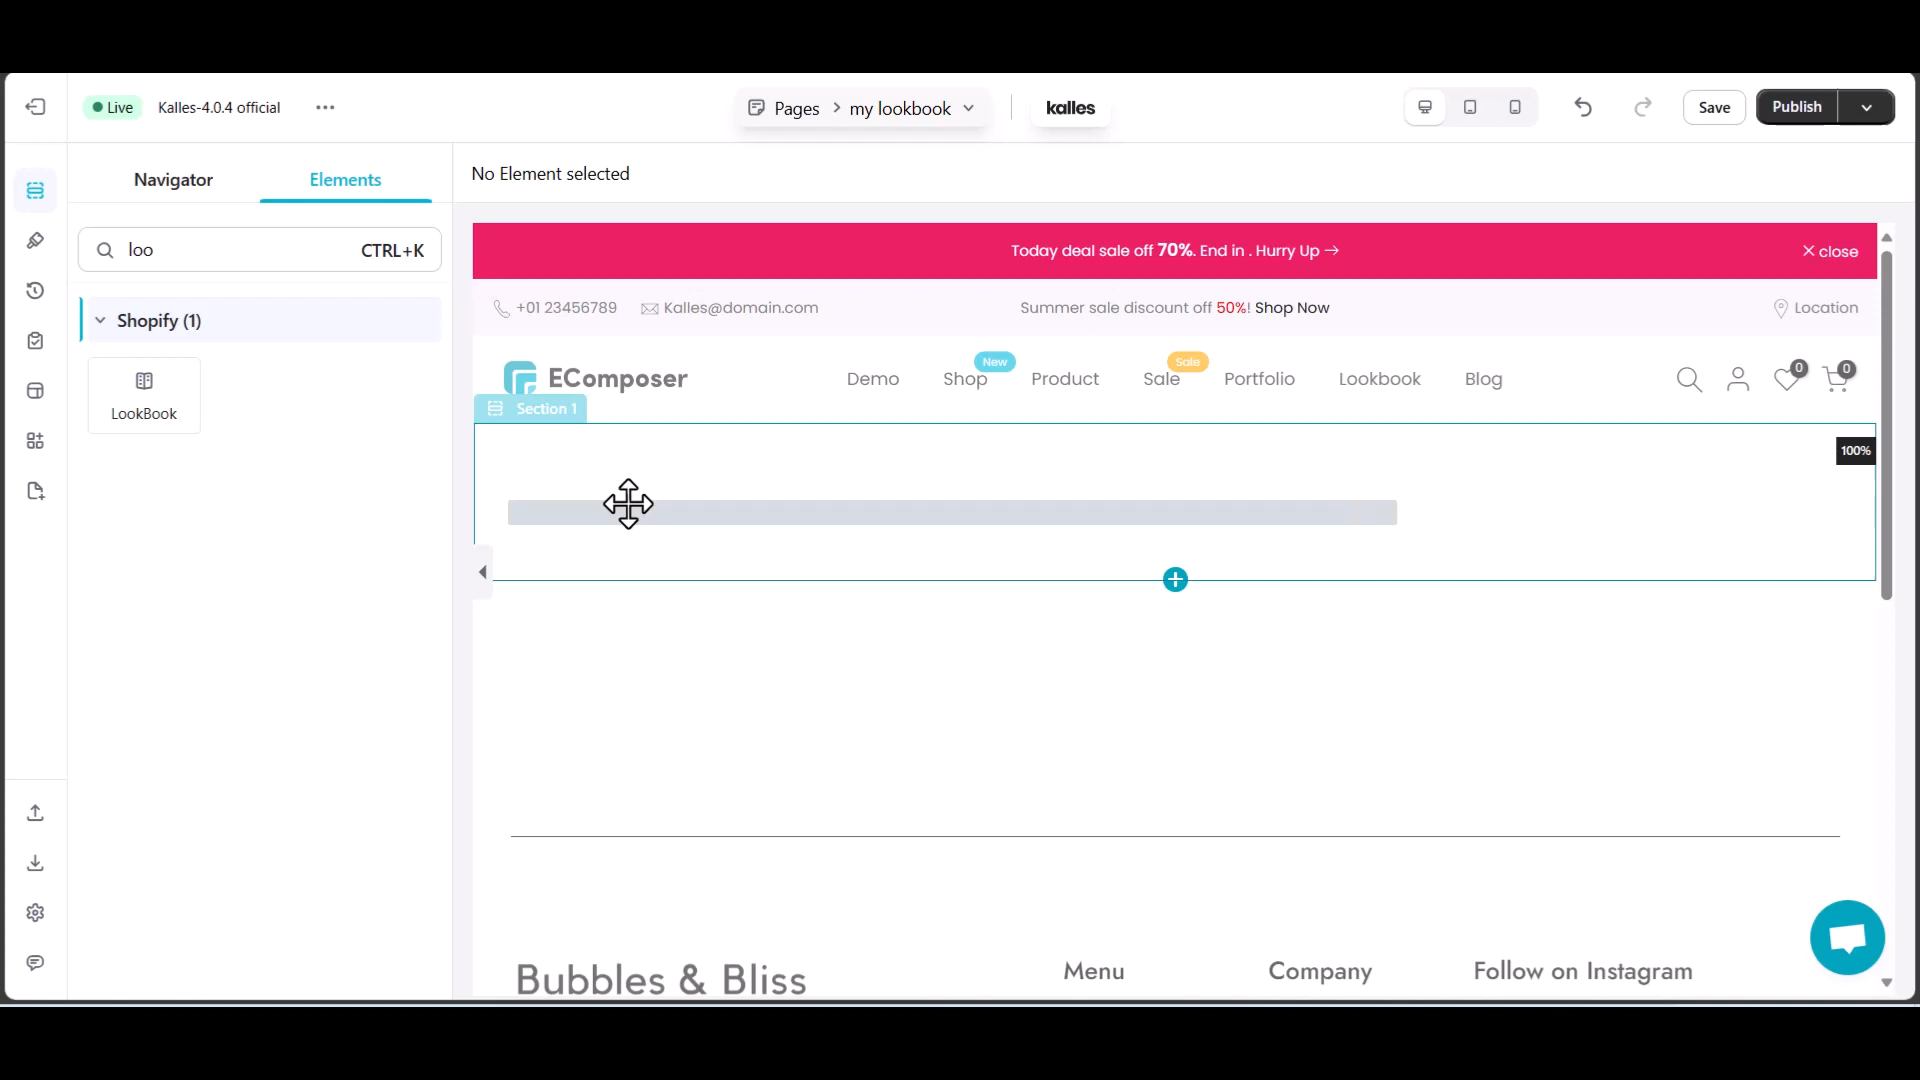 Live
Kalles-4.0.4 official
Pages > my lookbook
kalles
Save
Publish
Navigator
Elements
No Element selected
loo
CTRL+K
Shopify (1)
LookBook
Today deal sale off 70%. End in . Hurry Up →
× close
+01 23456789
Kalles@domain.com
Summer sale discount off 50%! Shop Now
Location
EComposer
Demo
Shop
New
Product
Sale
Sale
Portfolio
Lookbook
Blog
0
0
Section 1
100%
Bubbles & Bliss
Menu
Company
Follow on Instagram